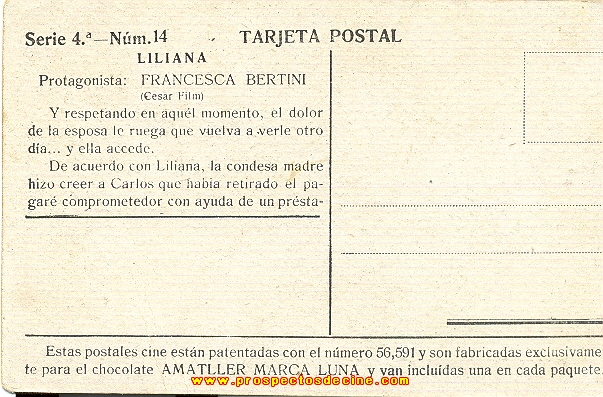 Serie 4.ª—Núm.14 TARJETA POSTAL
LILIANA
Protagonista: FRANCESCA BERTINI
(Cesar Film)
Y respetando en aquél momento, el dolor
de la esposa le ruega que vuelva a verle otro
día... y ella accede.
De acuerdo con Liliana, la condesa madre
hizo creer a Carlos que había retirado el pa-
garé comprometedor con ayuda de un présta-
Estas postales cine están patentadas con el número 56,591 y son fabricadas exclusivame
te para el chocolate AMATLLER MARCA LUNA y van incluídas una en cada paquete.
www.prospectosdecine.com